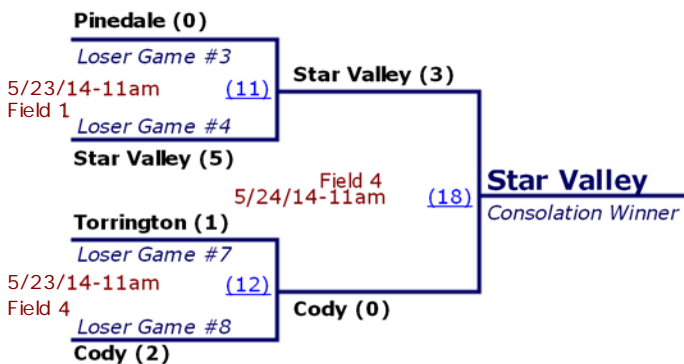 Pinedale (0)
Loser Game #3
5/23/14-11am
Field 1
(11)
Star Valley (3)
Loser Game #4
Star Valley (5)
Field 4
5/24/14-11am
(18)
Star Valley
Consolation Winner
Torrington (1)
Loser Game #7
5/23/14-11am
Field 4
(12)
Cody (0)
Loser Game #8
Cody (2)